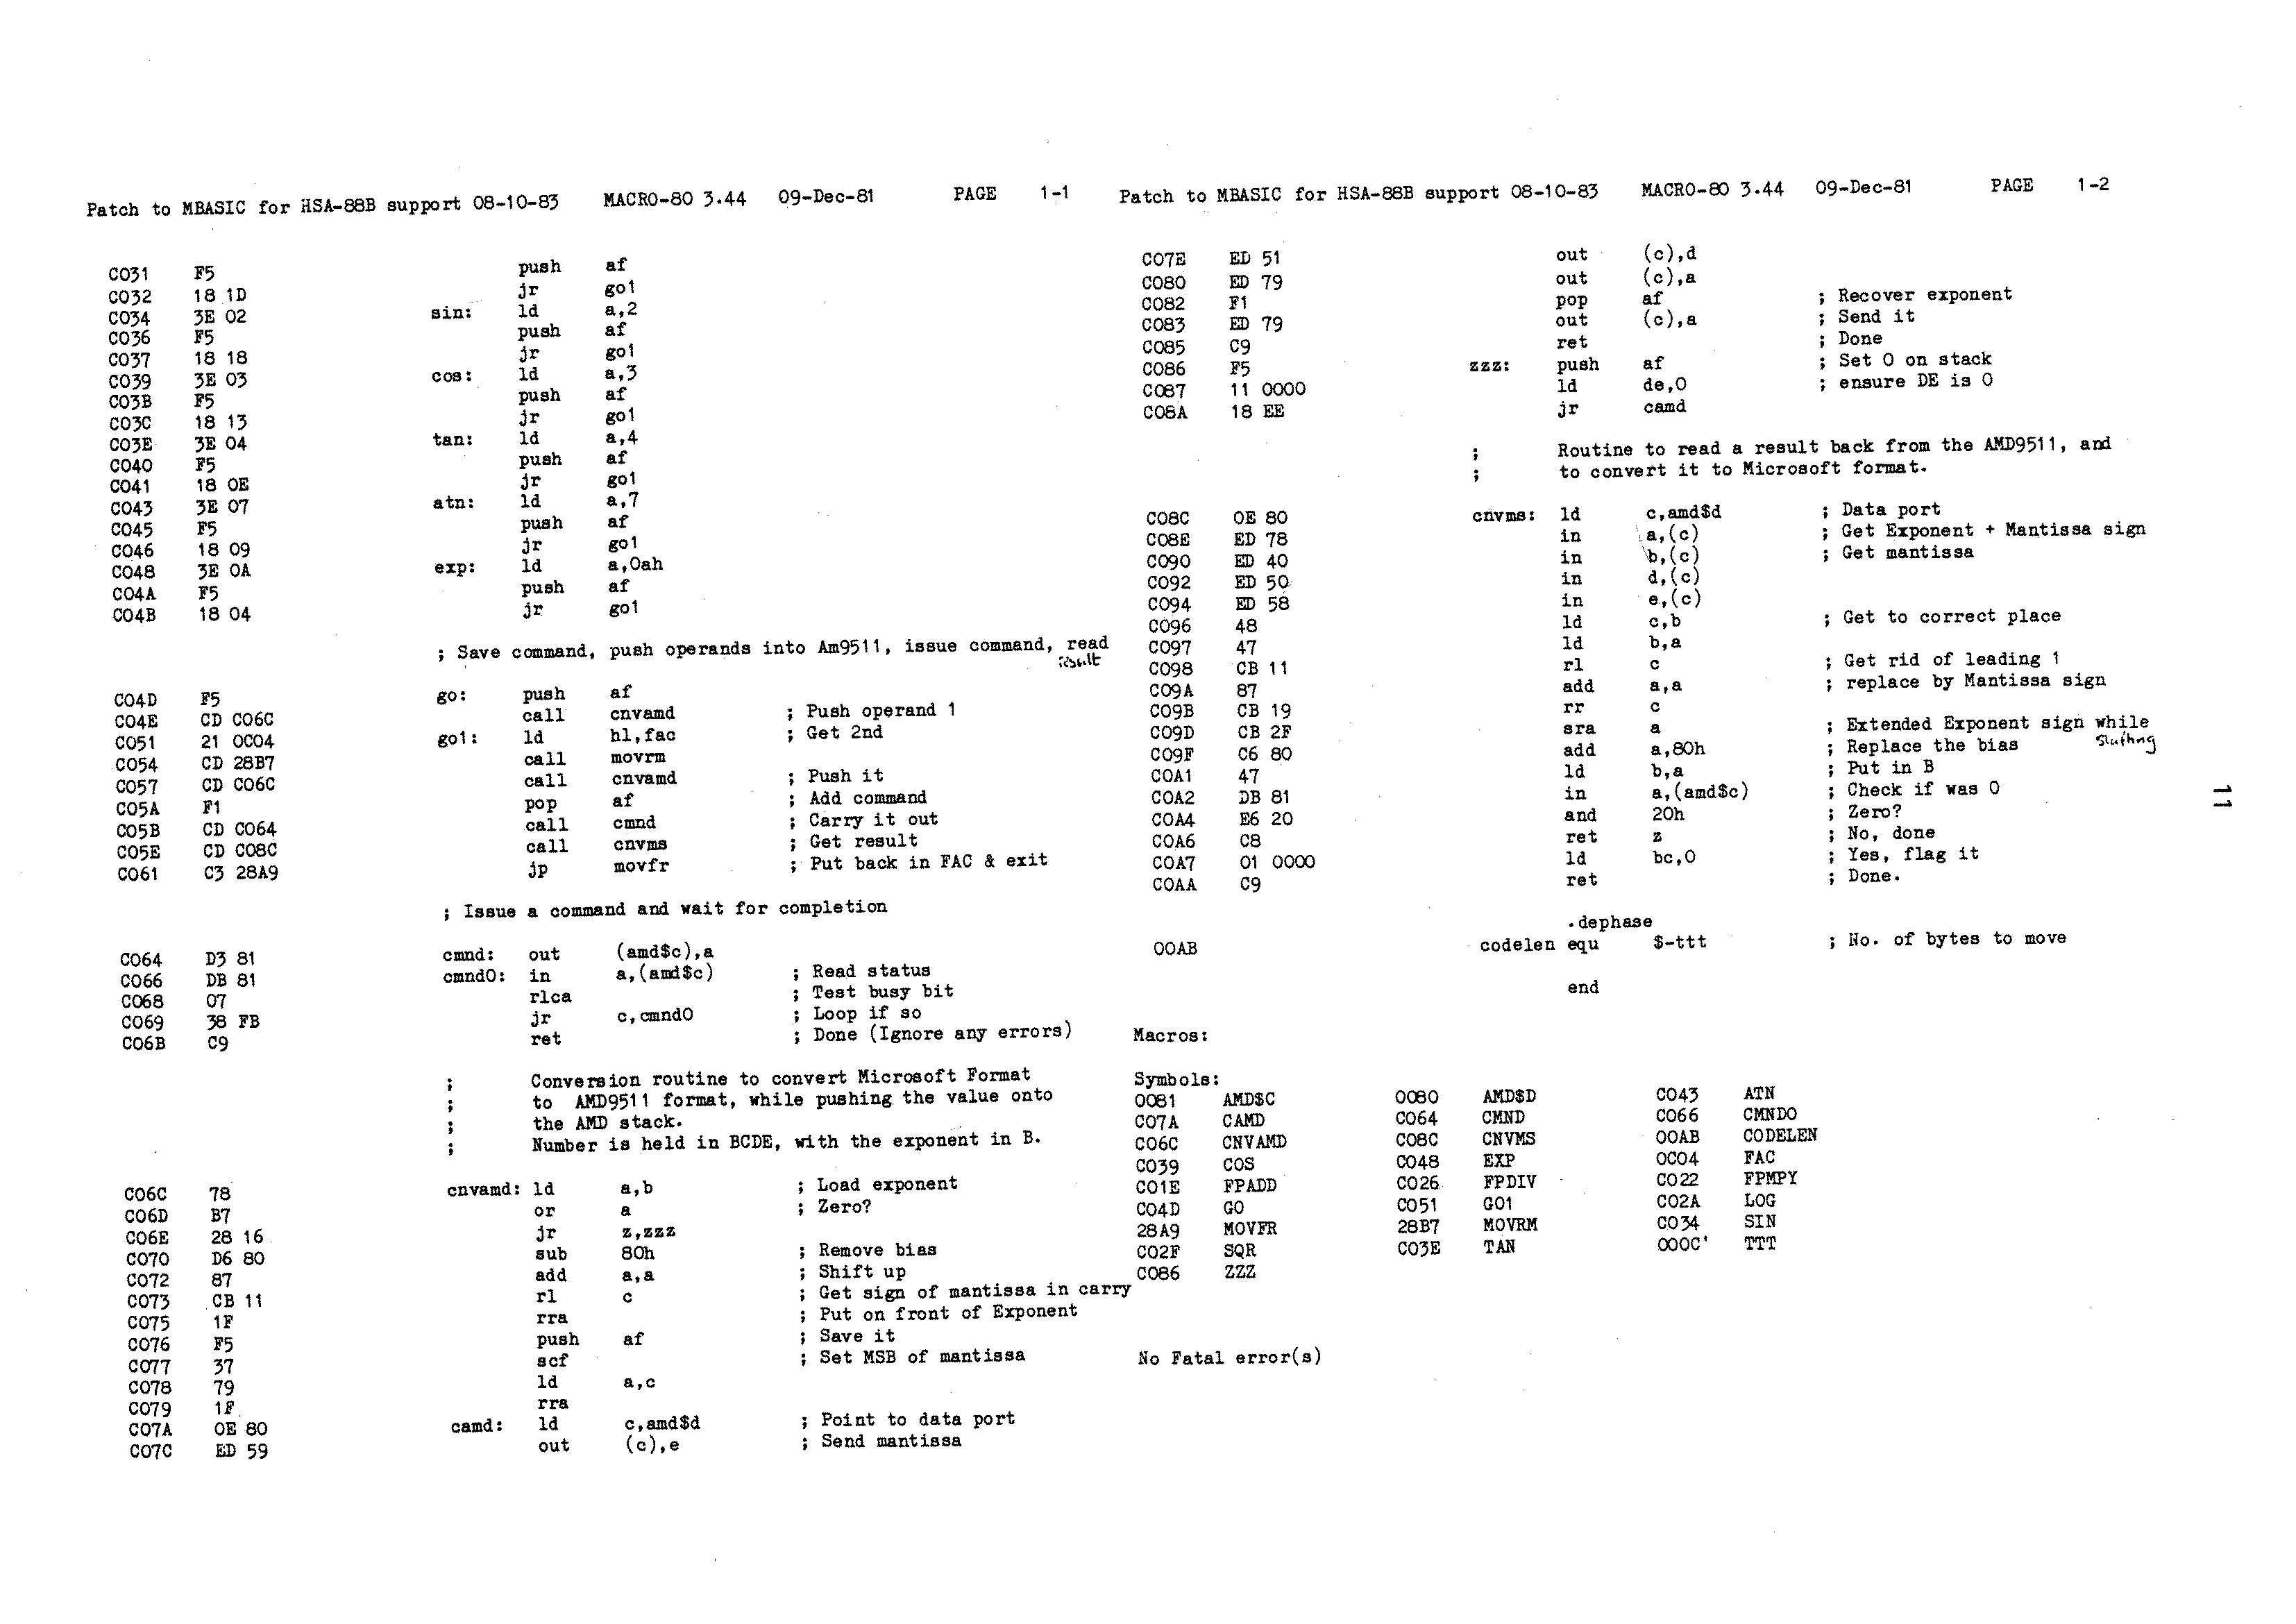 Patch to MBASIC for HSA-88B support 08-10-83 MACRO-80 3.44 09-Dec-81 PAGE 1-1
C031 F5 push af
C032 18 1D jr go1
C034 3E 02 sin: ld a,2
C036 F5 push af
C037 18 18 jr go1
C039 3E 03 cos: ld a,3
C03B F5 push af
C03C 18 13 jr go1
C03E 3E 04 tan: ld a,4
C040 F5 push af
C041 18 0E jr go1
C043 3E 07 atn: ld a,7
C045 F5 push af
C046 18 09 jr go1
C048 3E 0A exp: ld a,0ah
C04A F5 push af
C04B 18 04 jr go1
; Save command, push operands into Am9511, issue command, read
result
C04D F5 go: push af
C04E CD C06C call cnvamd ; Push operand 1
C051 21 0C04 go1: ld hl,fac ; Get 2nd
C054 CD 28B7 call movrm
C057 CD C06C call cnvamd ; Push it
C05A F1 pop af ; Add command
C05B CD C064 call cmnd ; Carry it out
C05E CD C08C call cnvms ; Get result
C061 C3 28A9 jp movfr ; Put back in FAC & exit
; Issue a command and wait for completion
C064 D3 81 cmnd: out (amd$c),a
C066 DB 81 cmnd0: in a,(amd$c) ; Read status
C068 07 rlca ; Test busy bit
C069 38 FB jr c,cmnd0 ; Loop if so
C06B C9 ret ; Done (Ignore any errors)
; Conversion routine to convert Microsoft Format
; to AMD9511 format, while pushing the value onto
; the AMD stack.
; Number is held in BCDE, with the exponent in B.
C06C 78 cnvamd: ld a,b ; Load exponent
C06D B7 or a ; Zero?
C06E 28 16 jr z,zzz
C070 D6 80 sub 80h ; Remove bias
C072 87 add a,a ; Shift up
C073 CB 11 rl c ; Get sign of mantissa in carry
C075 1F rra ; Put on front of Exponent
C076 F5 push af ; Save it
C077 37 scf ; Set MSB of mantissa
C078 79 ld a,c
C079 1F rra
C07A 0E 80 camd: ld c,amd$d ; Point to data port
C07C ED 59 out (c),e ; Send mantissa
Patch to MBASIC for HSA-88B support 08-10-83 MACRO-80 3.44 09-Dec-81 PAGE 1-2
C07E ED 51 out (c),d
C080 ED 79 out (c),a
C082 F1 pop af ; Recover exponent
C083 ED 79 out (c),a ; Send it
C085 C9 ret ; Done
C086 F5 zzz: push af ; Set 0 on stack
C087 11 0000 ld de,0 ; ensure DE is 0
C08A 18 EE jr camd
; Routine to read a result back from the AMD9511, and
; to convert it to Microsoft format.
C08C 0E 80 cnvms: ld c,amd$d ; Data port
C08E ED 78 in a,(c) ; Get Exponent + Mantissa sign
C090 ED 40 in b,(c) ; Get mantissa
C092 ED 50 in d,(c)
C094 ED 58 in e,(c)
C096 48 ld c,b ; Get to correct place
C097 47 ld b,a
C098 CB 11 rl c ; Get rid of leading 1
C09A 87 add a,a ; replace by Mantissa sign
C09B CB 19 rr c
C09D CB 2F sra a ; Extended Exponent sign while
shifting
C09F C6 80 add a,80h ; Replace the bias
C0A1 47 ld b,a ; Put in B
C0A2 DB 81 in a,(amd$c) ; Check if was 0
C0A4 E6 20 and 20h ; Zero?
C0A6 C8 ret z ; No, done
C0A7 01 0000 ld bc,0 ; Yes, flag it
C0AA C9 ret ; Done.
.dephase
00AB codelen equ $-ttt ; No. of bytes to move
end
Macros:
Symbols:
0081 AMD$C 0080 AMD$D C043 ATN
C07A CAMD C064 CMND C066 CMND0
C06C CNVAMD C08C CNVMS 00AB CODELEN
C039 COS C048 EXP 0C04 FAC
C01E FPADD C026 FPDIV C022 FPMPY
C04D GO C051 GO1 C02A LOG
28A9 MOVFR 28B7 MOVRM C034 SIN
C02F SQR C03E TAN 000C' TTT
C086 ZZZ
No Fatal error(s)
11